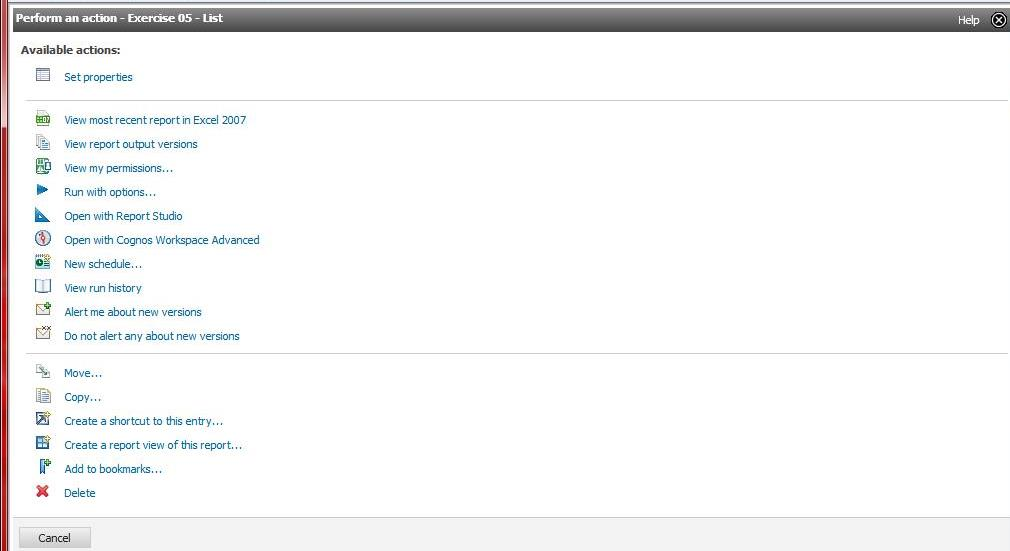 Perform an action - Exercise 05 - List
Help
Available actions:
Set properties
View most recent report in Excel 2007
View report output versions
View my permissions...
Run with options...
Open with Report Studio
Open with Cognos Workspace Advanced
New schedule...
View run history
Alert me about new versions
Do not alert any about new versions
Move...
Copy...
Create a shortcut to this entry...
Create a report view of this report...
Add to bookmarks...
Delete
Cancel